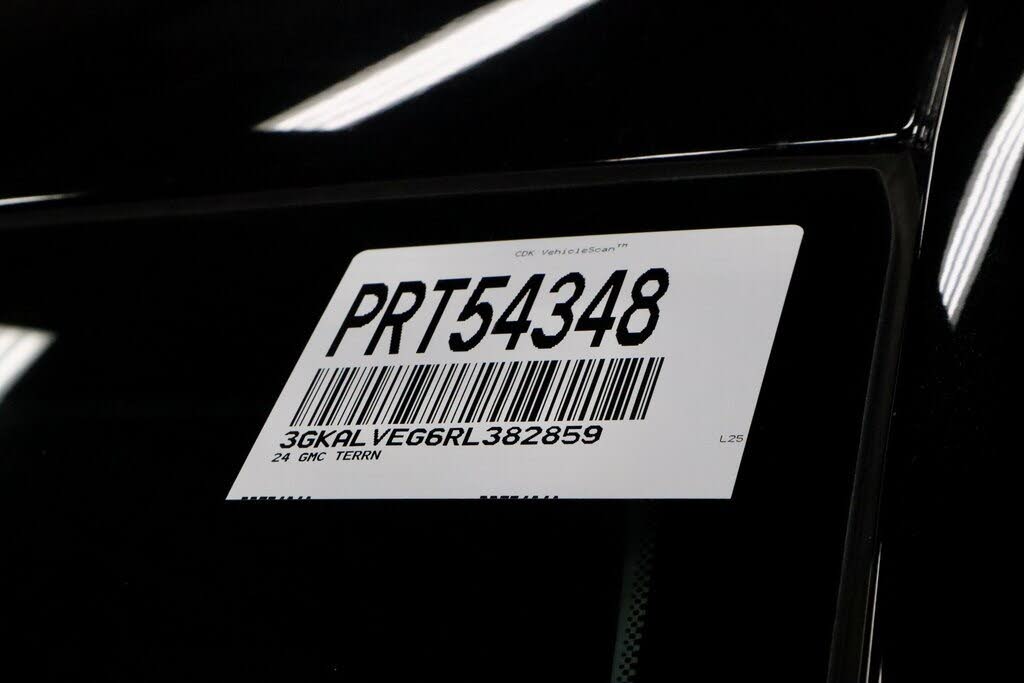 CDK VehicleScan™
PRT54348
3GKALVEG6RL382859
24 GMC TERRN
L25